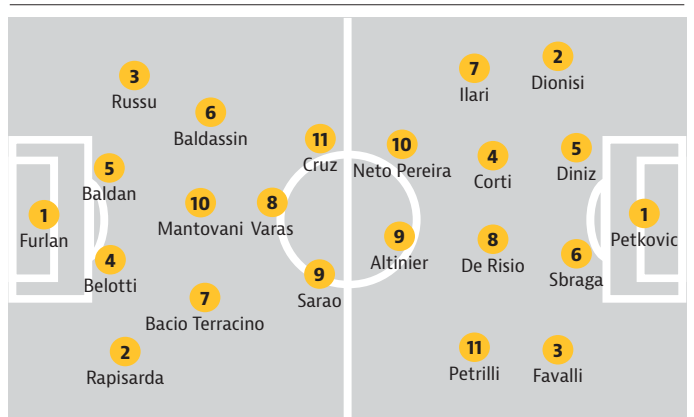 3
Russu
6
Baldassin
11
Cruz
5
Baldan
10
Mantovani
8
Varas
1
Furlan
4
Belotti
9
Sarao
7
Bacio Terracino
2
Rapisarda
7
Ilari
2
Dionisi
10
Neto Pereira
4
Corti
5
Diniz
1
Petkovic
9
Altinier
8
De Risio
6
Sbraga
11
Petrilli
3
Favalli